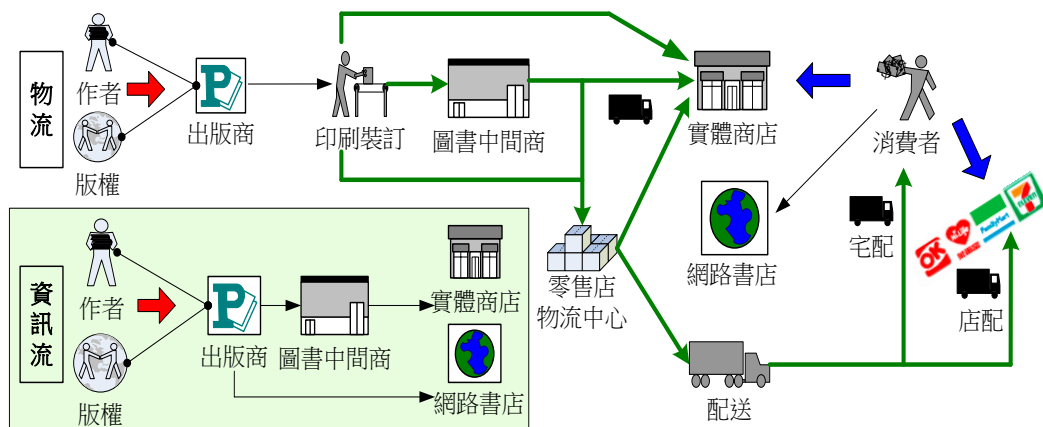 物流
作者
版權
出版商
印刷裝訂
圖書中間商
實體商店
消費者
網路書店
宅配
OK
FamilyMart
7
ELEVEN
店配
零售店
物流中心
配送
資訊流
作者
版權
出版商
圖書中間商
實體商店
網路書店